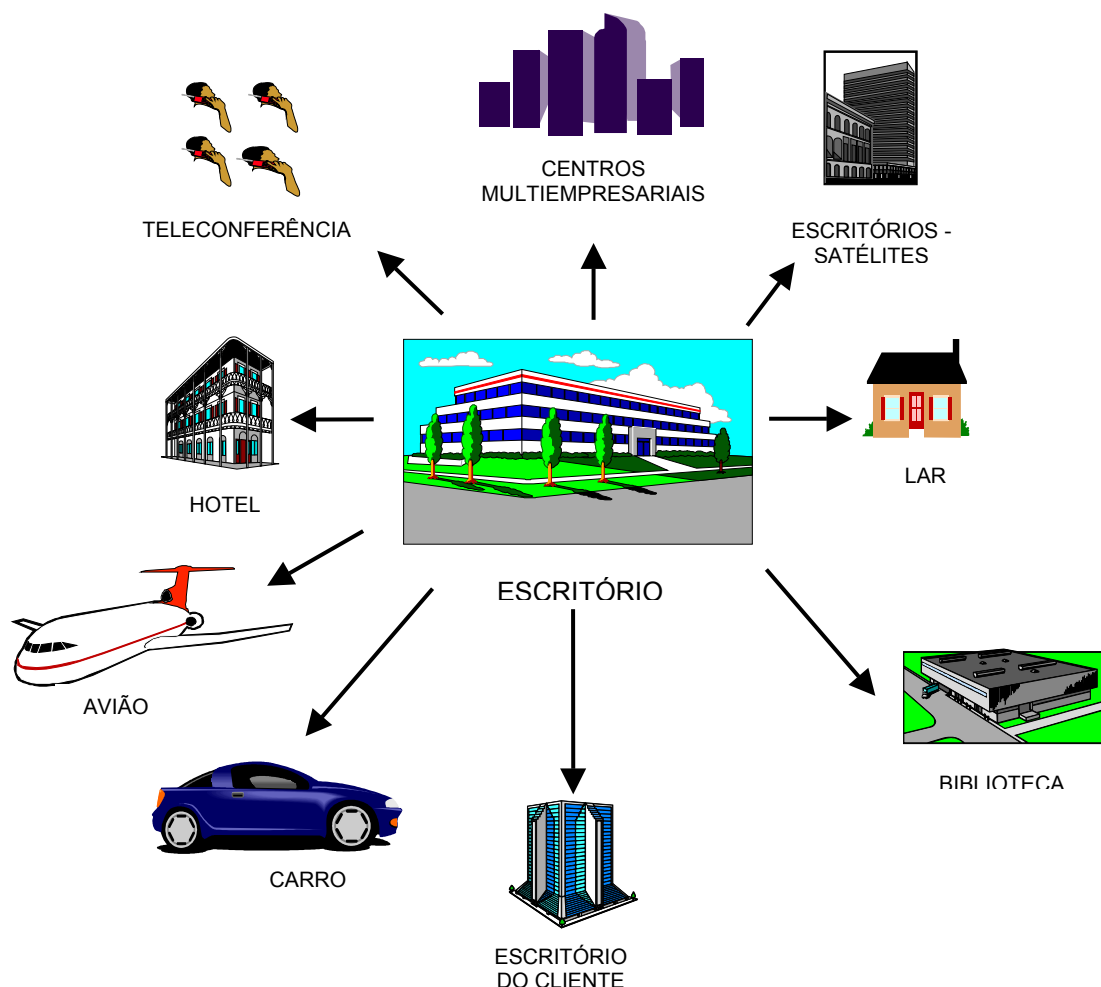 CENTROS
MULTIEMPRESARIAIS
TELECONFERÊNCIA
ESCRITÓRIOS -
SATÉLITES
HOTEL
LAR
ESCRITÓRIO
AVIÃO
BIBLIOTECA
CARRO
ESCRITÓRIO
DO CLIENTE